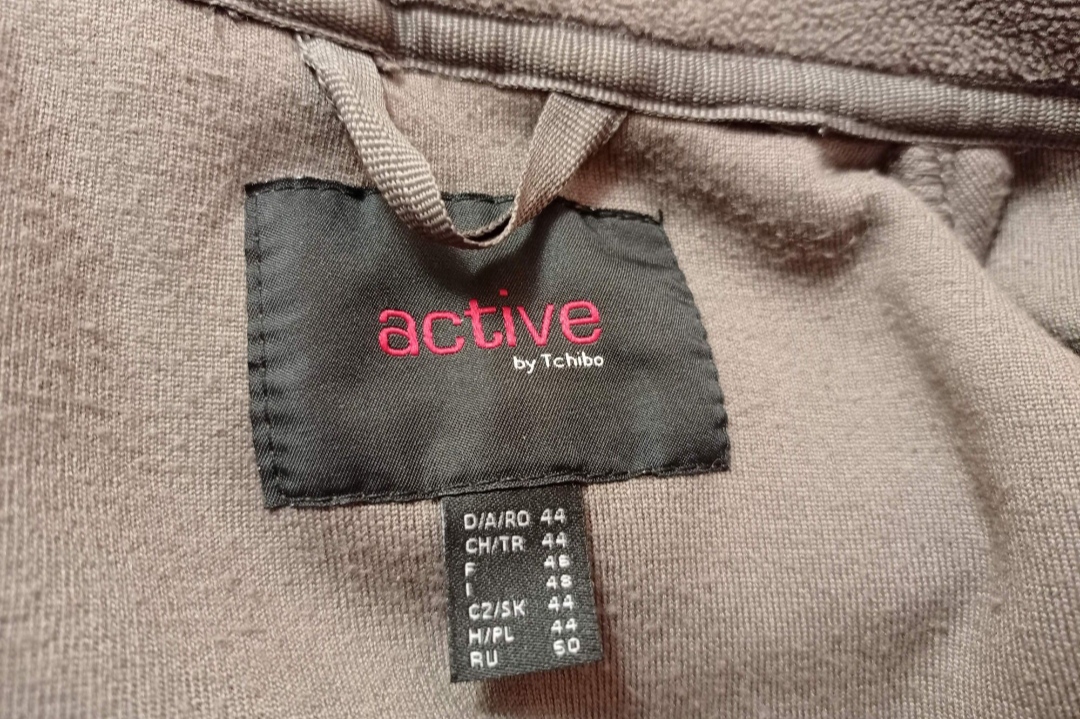 active
by Tchibo
D/A/RO 44
CH/TR 44
F 46
I 48
CZ/SK 44
H/PL 44
RU 50